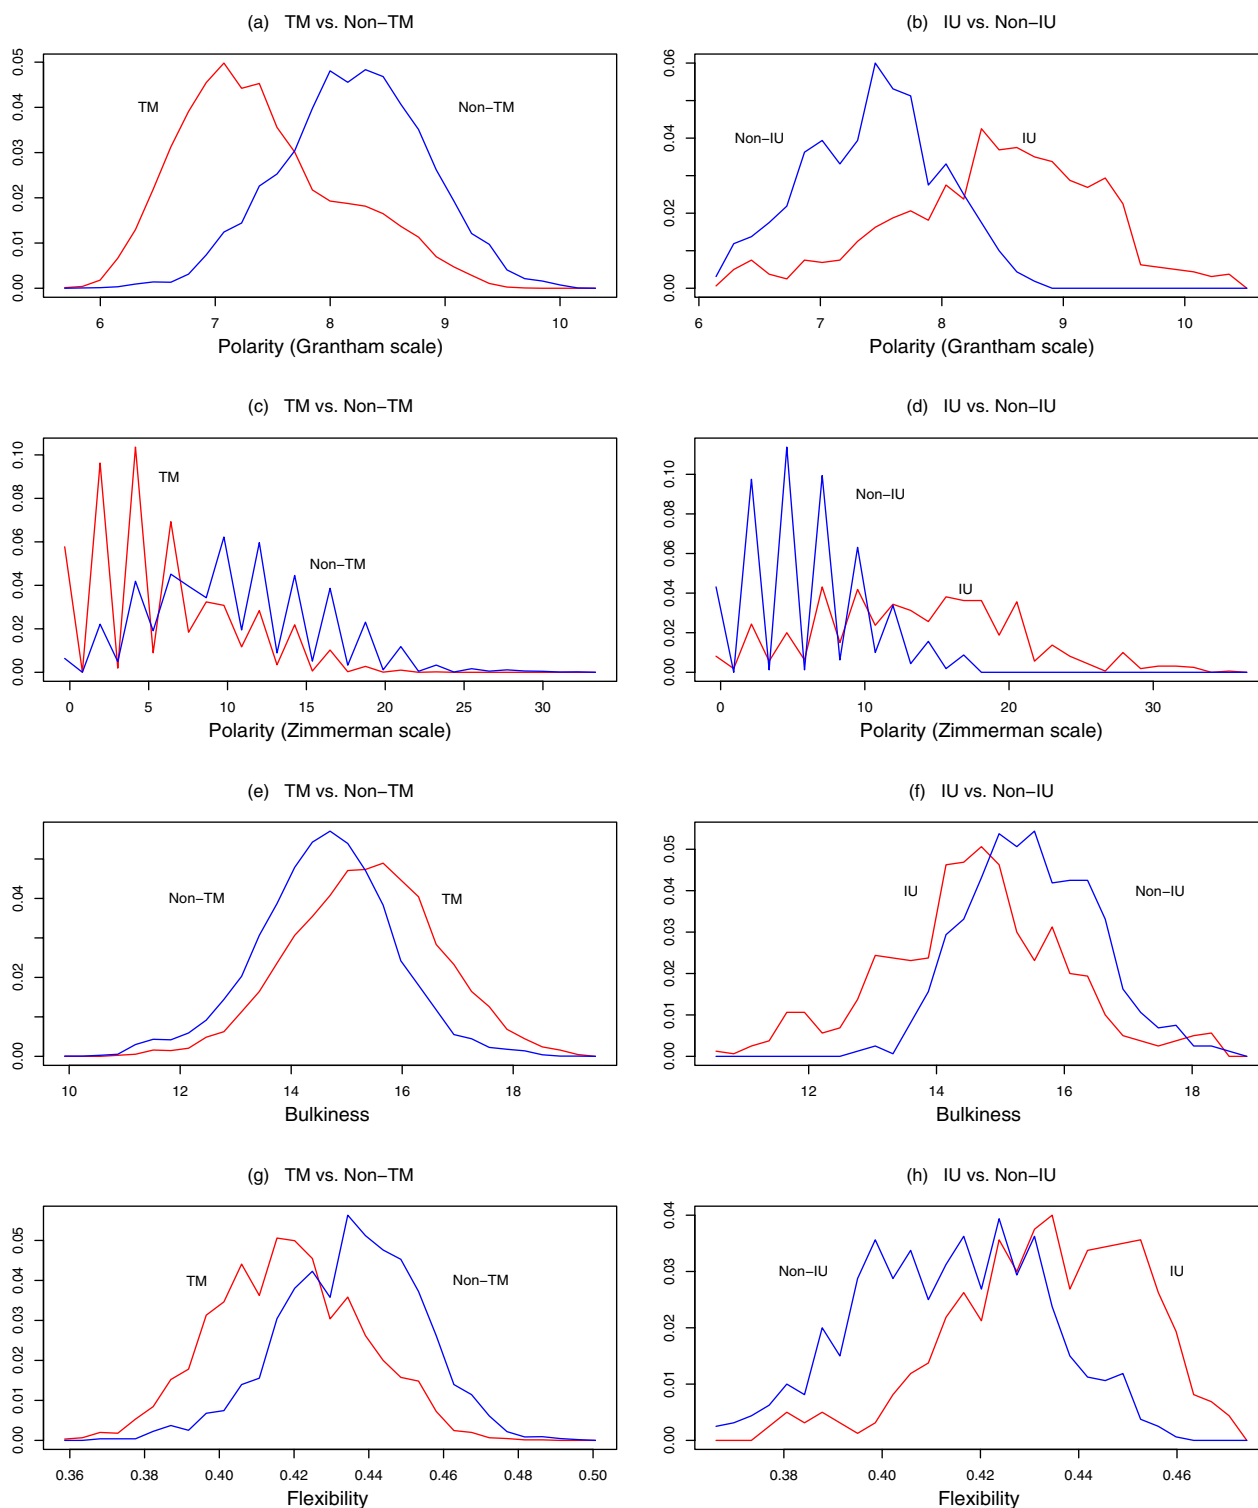 (a) TM vs. Non−TM
0.00 0.01 0.02 0.03 0.04 0.05
TM
Non−TM
6 7 8 9 10
Polarity (Grantham scale)
(b) IU vs. Non−IU
0.00 0.02 0.04 0.06
Non−IU
IU
6 7 8 9 10
Polarity (Grantham scale)
(c) TM vs. Non−TM
0.00 0.02 0.04 0.06 0.08 0.10
TM
Non−TM
0 5 10 15 20 25 30
Polarity (Zimmerman scale)
(d) IU vs. Non−IU
0.00 0.02 0.04 0.06 0.08 0.10
Non−IU
IU
0 10 20 30
Polarity (Zimmerman scale)
(e) TM vs. Non−TM
0.00 0.02 0.04
Non−TM
TM
10 12 14 16 18
Bulkiness
(f) IU vs. Non−IU
0.00 0.01 0.02 0.03 0.04 0.05
IU
Non−IU
12 14 16 18
Bulkiness
(g) TM vs. Non−TM
0.00 0.01 0.02 0.03 0.04 0.05
TM
Non−TM
0.36 0.38 0.40 0.42 0.44 0.46 0.48 0.50
Flexibility
(h) IU vs. Non−IU
0.00 0.01 0.02 0.03 0.04
Non−IU
IU
0.38 0.40 0.42 0.44 0.46
Flexibility